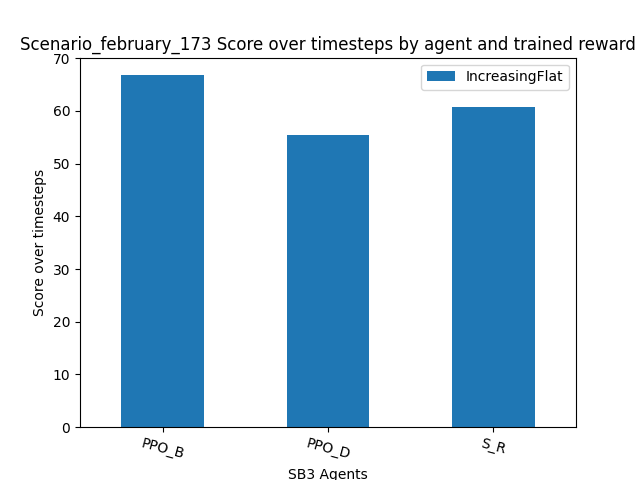 Scenario_february_173 Score over timesteps by agent and trained reward
IncreasingFlat
70
60
50
40
30
20
10
0
Score over timesteps
PPO_B
PPO_D
S_R
SB3 Agents